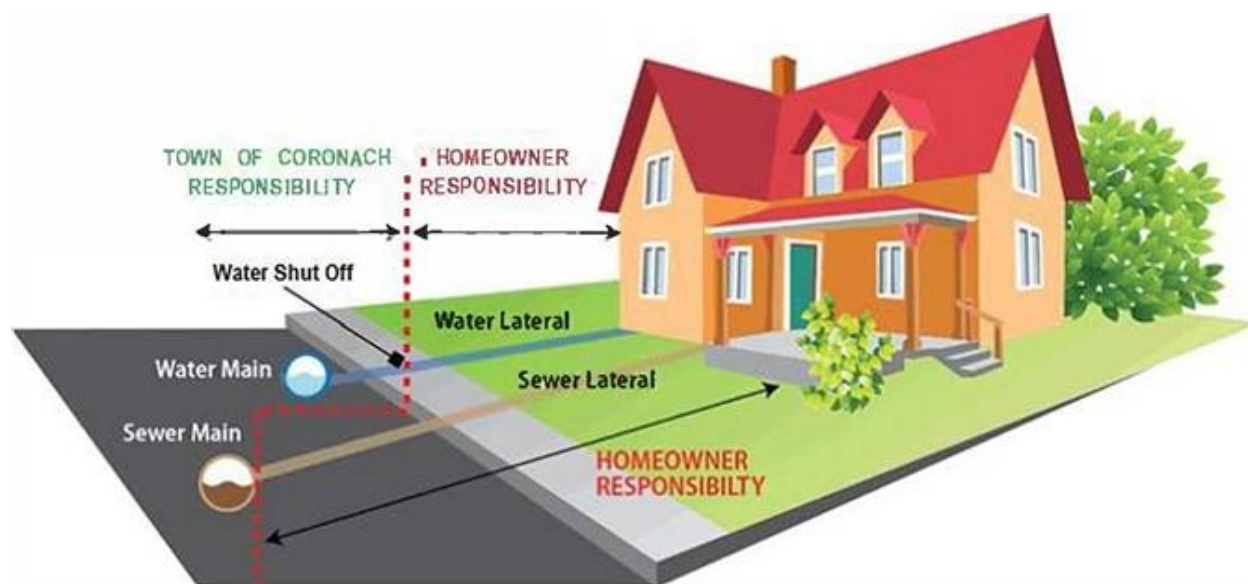 TOWN OF CORONACH
RESPONSIBILITY
HOMEOWNER
RESPONSIBILITY
Water Shut Off
Water Lateral
Water Main
Sewer Lateral
Sewer Main
HOMEOWNER
RESPONSIBILTY